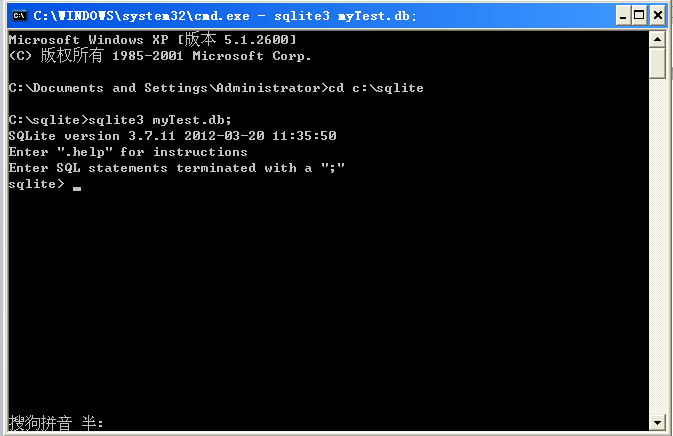 C:\WINDOWS\system32\cmd.exe - sqlite3 myTest.db;
Microsoft Windows XP [版本 5.1.2600]
(C) 版权所有 1985-2001 Microsoft Corp.
C:\Documents and Settings\Administrator>cd c:\sqlite
C:\sqlite>sqlite3 myTest.db;
SQLite version 3.7.11 2012-03-20 11:35:50
Enter ".help" for instructions
Enter SQL statements terminated with a ";"
sqlite> _
搜狗拼音 半: